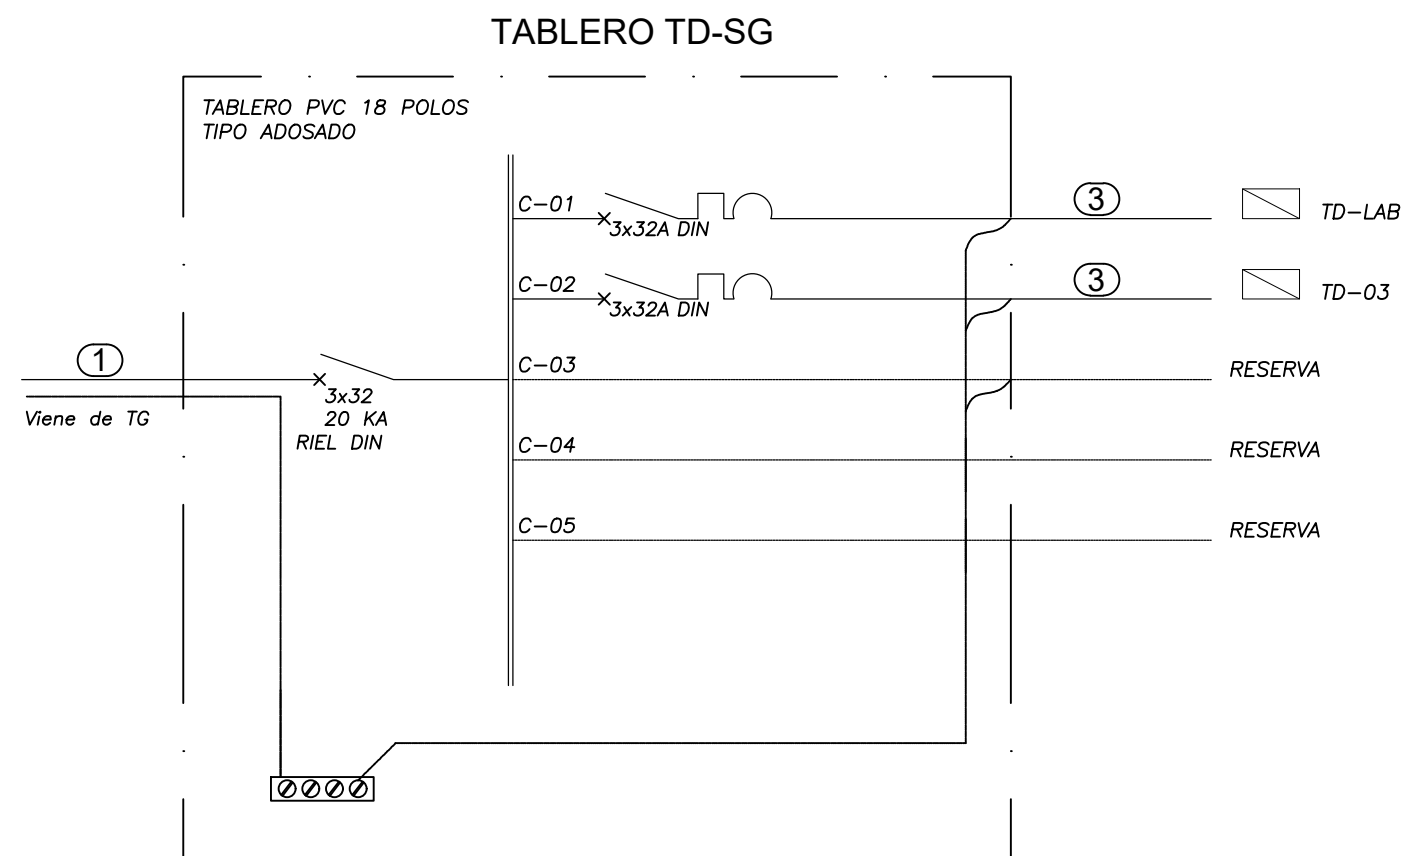 TABLERO TD-SG
TABLERO PVC 18 POLOS
TIPO ADOSADO
C-01
3x32A DIN
3
TD-LAB
C-02
3x32A DIN
3
TD-03
1
C-03
RESERVA
3x32
20 KA
RIEL DIN
Viene de TG
C-04
RESERVA
C-05
RESERVA